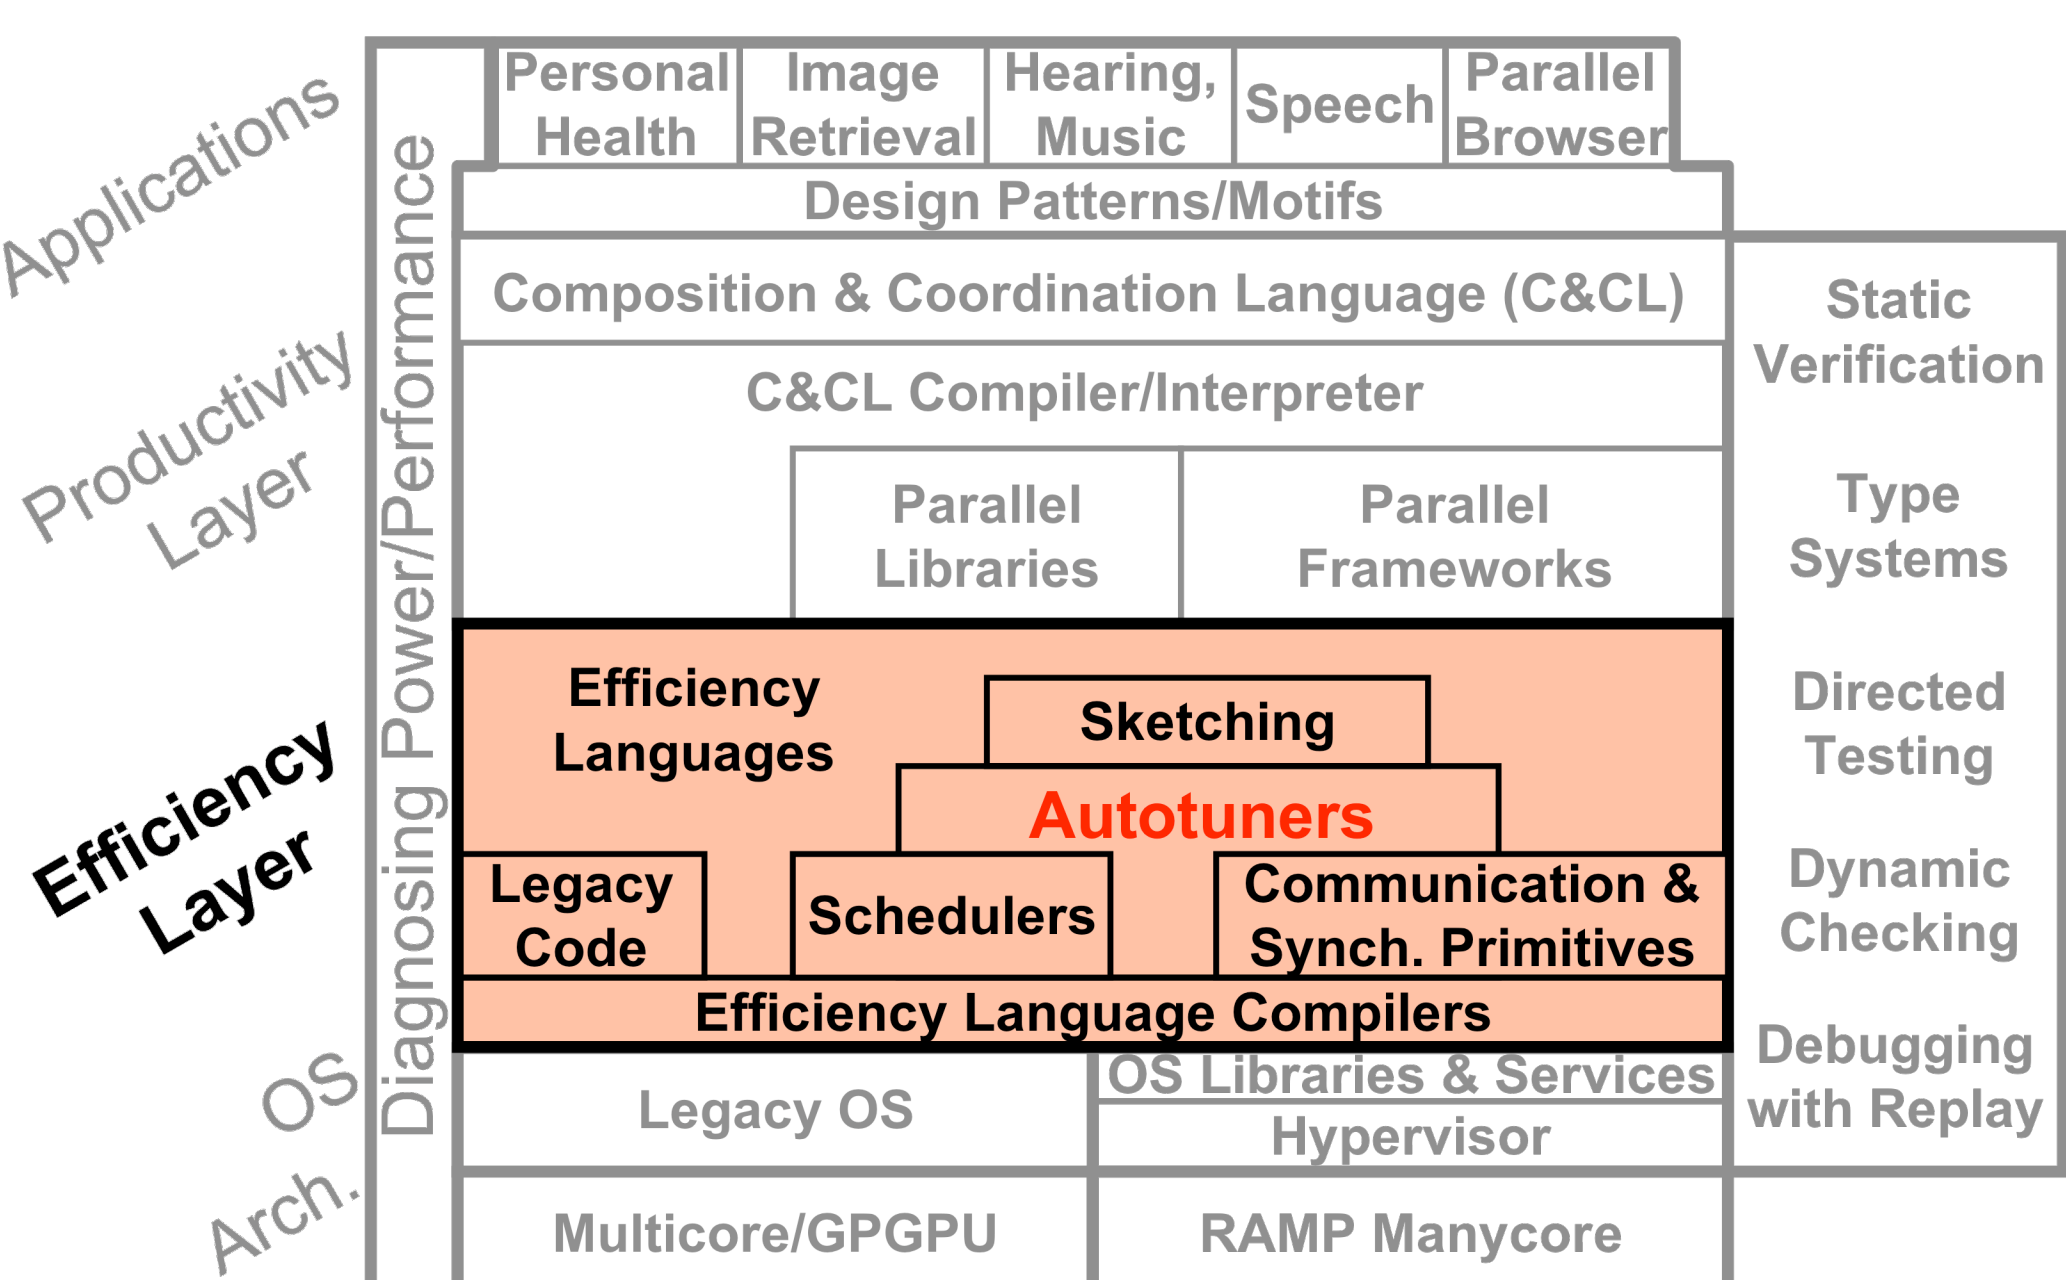 Applications
Productivity
Layer
Efficiency
Layer
OS
Arch.
Diagnosing Power/Performance
Personal
Health
Image
Retrieval
Hearing,
Music
Speech
Parallel
Browser
Design Patterns/Motifs
Composition & Coordination Language (C&CL)
C&CL Compiler/Interpreter
Parallel
Libraries
Parallel
Frameworks
Efficiency
Languages
Sketching
Autotuners
Legacy
Code
Schedulers
Communication &
Synch. Primitives
Efficiency Language Compilers
Legacy OS
OS Libraries & Services
Hypervisor
Multicore/GPGPU
RAMP Manycore
Static
Verification
Type
Systems
Directed
Testing
Dynamic
Checking
Debugging
with Replay